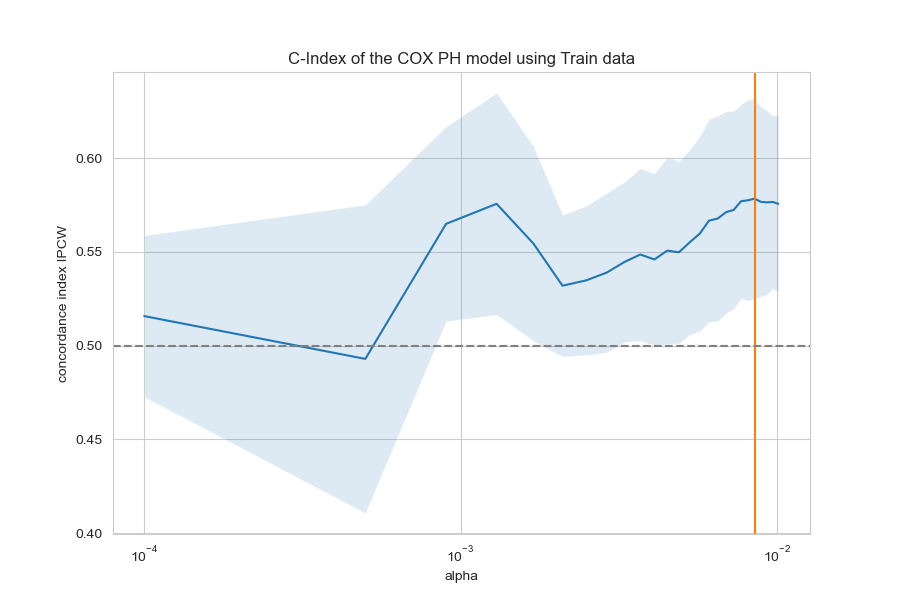 C-Index of the COX PH model using Train data
concordance index IPCW
0.60
0.55
0.50
0.45
0.40
10⁻⁴
10⁻³
10⁻²
alpha